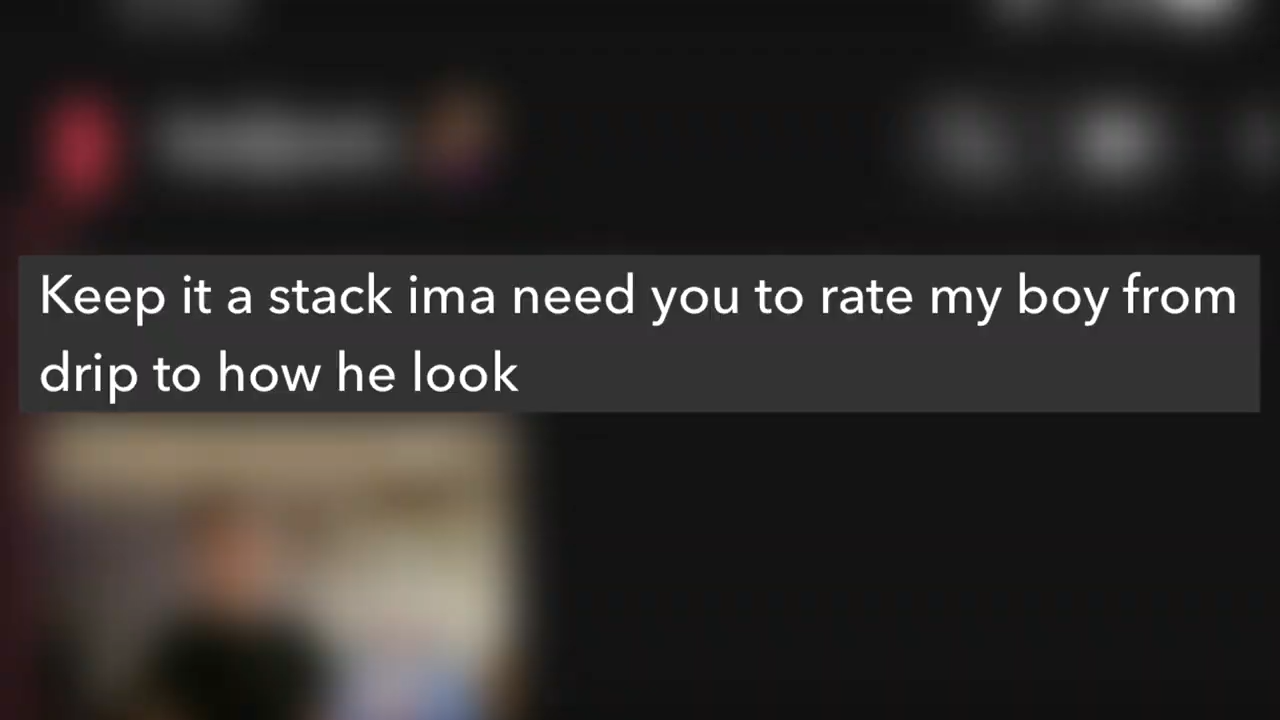 Keep it a stack ima need you to rate my boy from
drip to how he look